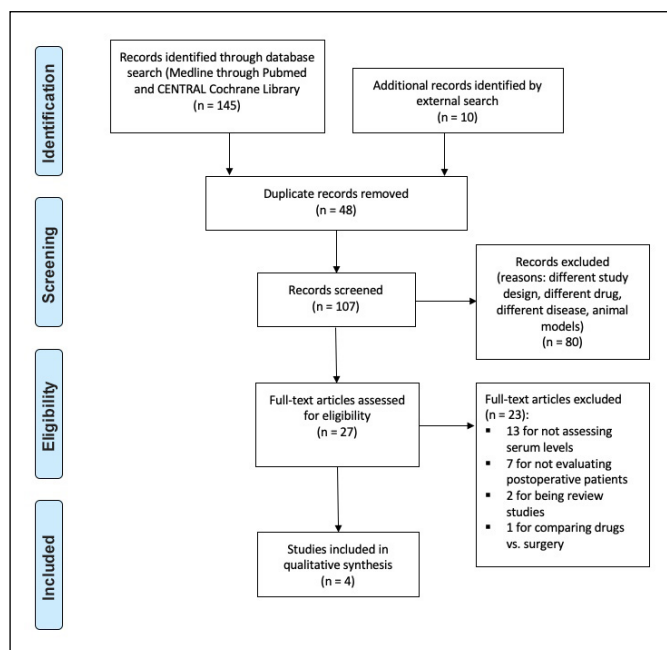 Identification
Records identified through database
search (Medline through Pubmed
and CENTRAL Cochrane Library
(n = 145)
Additional records identified by
external search
(n = 10)
Duplicate records removed
(n = 48)
Screening
Records screened
(n = 107)
Records excluded
(reasons: different study
design, different drug,
different disease, animal
models)
(n = 80)
Eligibility
Full-text articles assessed
for eligibility
(n = 27)
Full-text articles excluded
(n = 23):
▪ 13 for not assessing
serum levels
▪ 7 for not evaluating
postoperative patients
▪ 2 for being review
studies
▪ 1 for comparing drugs
vs. surgery
Included
Studies included in
qualitative synthesis
(n = 4)